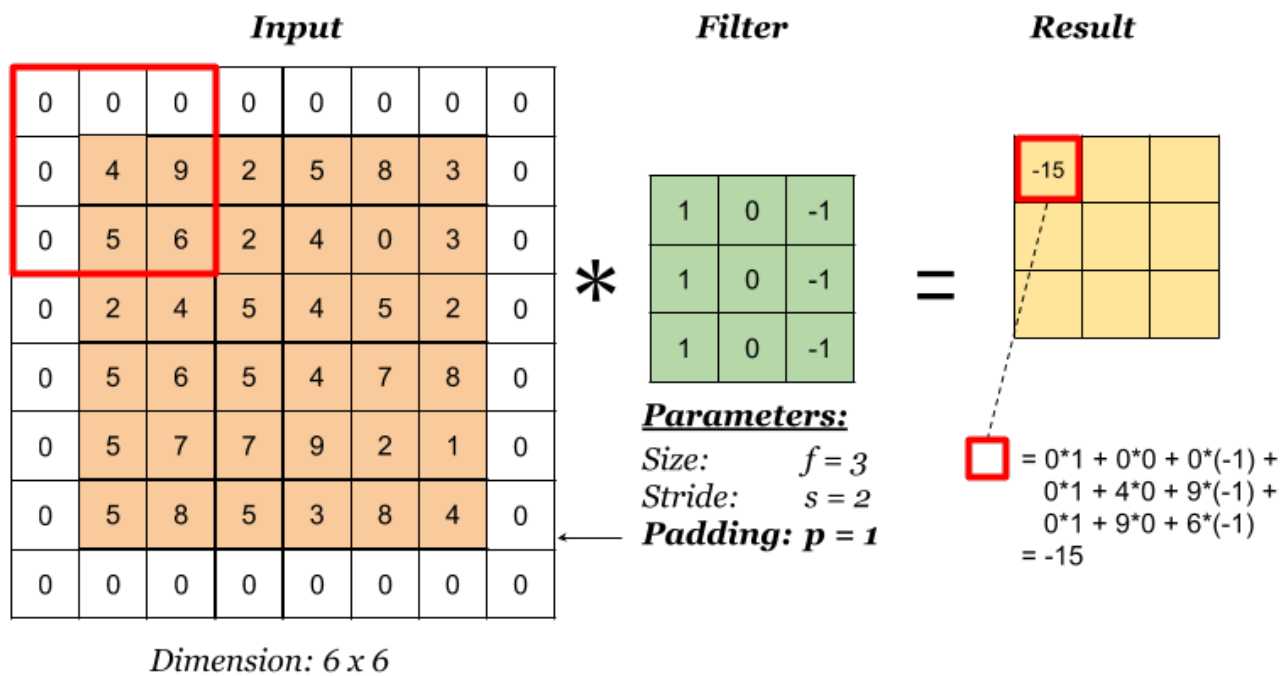 Input Filter Result
0 0 0 0 0 0 0 0
0 4 9 2 5 8 3 0
0 5 6 2 4 0 3 0
0 2 4 5 4 5 2 0
0 5 6 5 4 7 8 0
0 5 7 7 9 2 1 0
0 5 8 5 3 8 4 0
0 0 0 0 0 0 0 0
Dimension: 6 x 6
*
1 0 -1
1 0 -1
1 0 -1
Parameters:
Size: f = 3
Stride: s = 2
Padding: p = 1
=
-15
= 0*1 + 0*0 + 0*(-1) +
0*1 + 4*0 + 9*(-1) +
0*1 + 9*0 + 6*(-1)
= -15